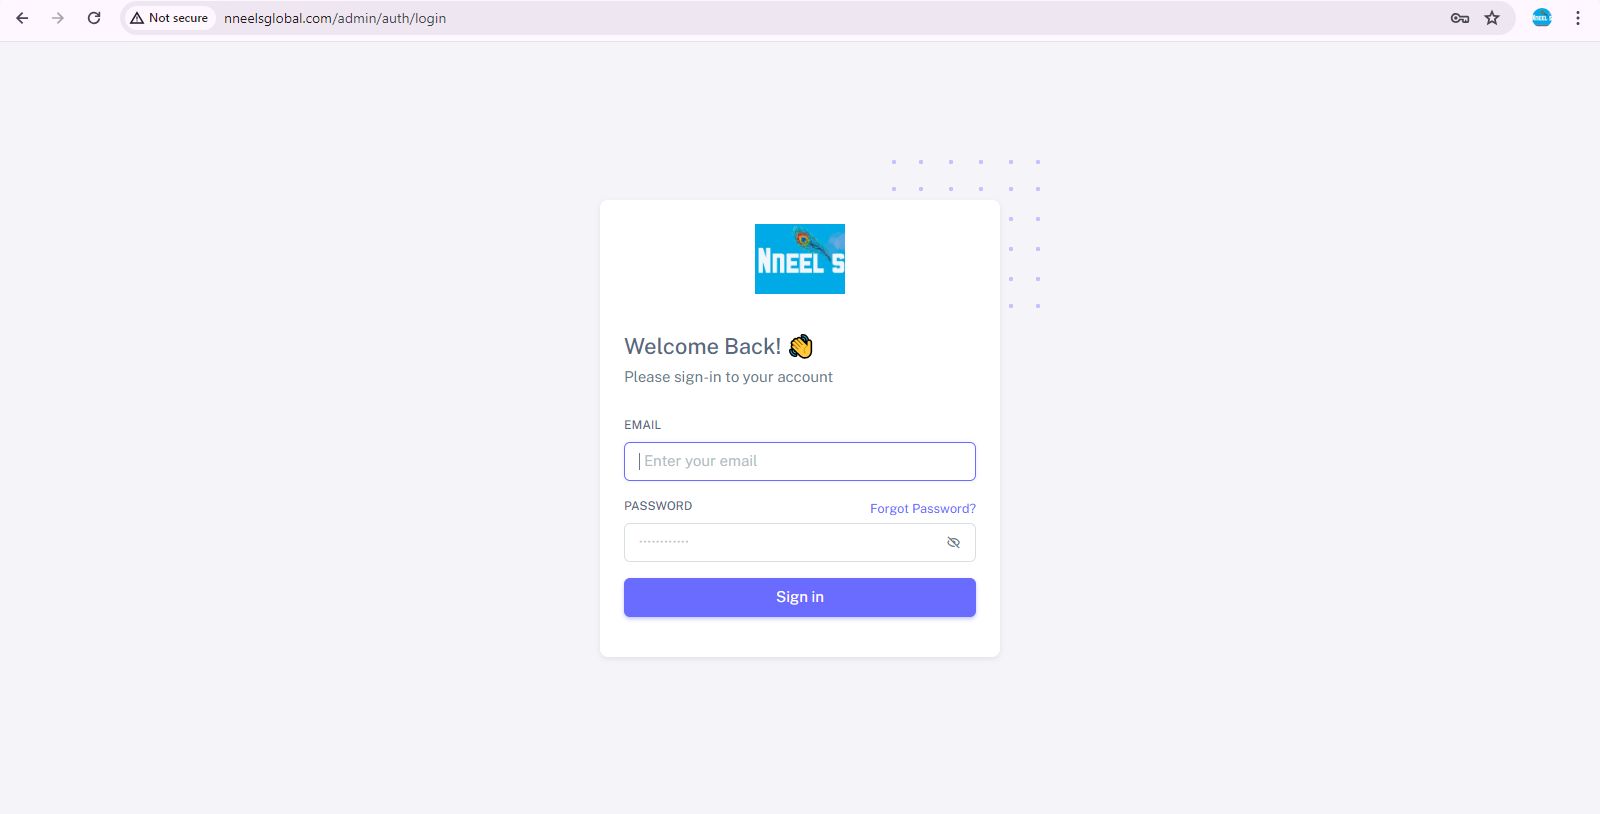 Not secure nneelsglobal.com/admin/auth/login
NNEEL S
Welcome Back!
Please sign-in to your account
EMAIL
Enter your email
PASSWORD Forgot Password?
Sign in